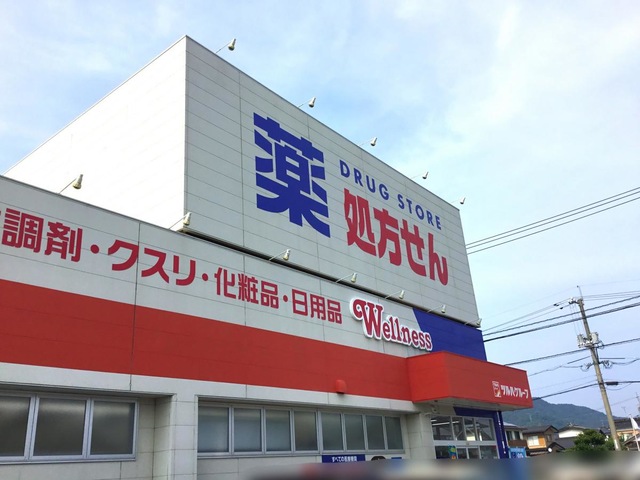 薬
DRUG STORE
処方せん
調剤・クスリ・化粧品・日用品
Wellness
ツルハグループ